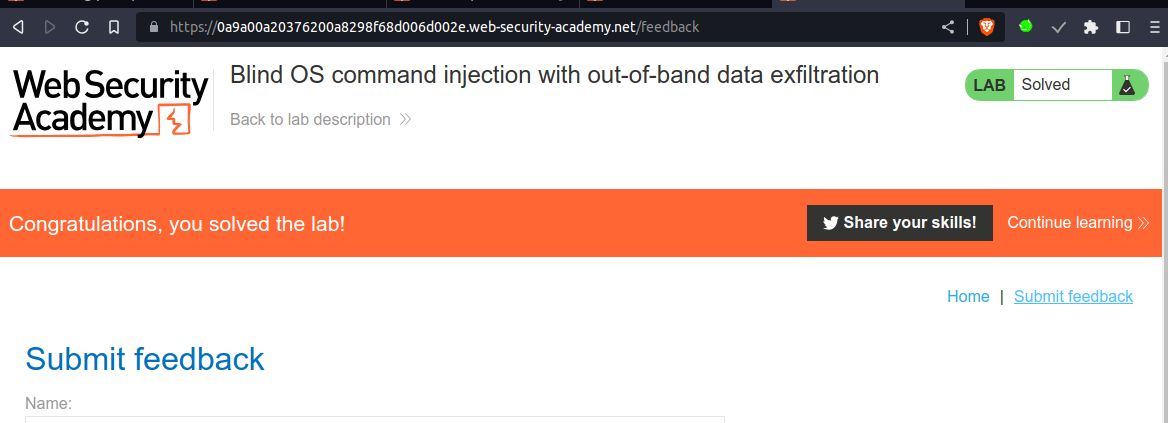 https://0a9a00a20376200a8298f68d006d002e.web-security-academy.net/feedback
Web Security
Academy
Blind OS command injection with out-of-band data exfiltration
Back to lab description
LAB Solved
Congratulations, you solved the lab!
Share your skills! Continue learning
Home | Submit feedback
Submit feedback
Name: